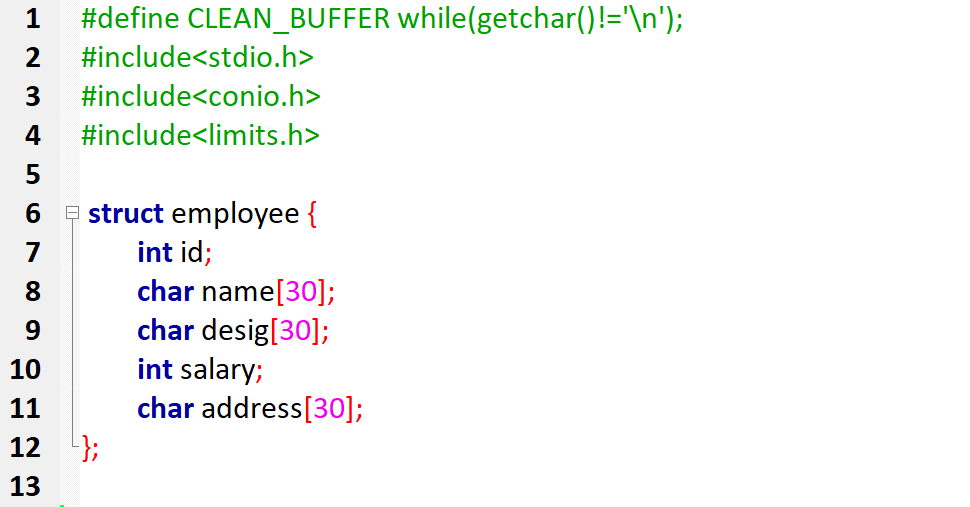 1 #define CLEAN_BUFFER while(getchar()!='\n');
2 #include<stdio.h>
3 #include<conio.h>
4 #include<limits.h>
5
6 struct employee {
7 int id;
8 char name[30];
9 char desig[30];
10 int salary;
11 char address[30];
12 };
13